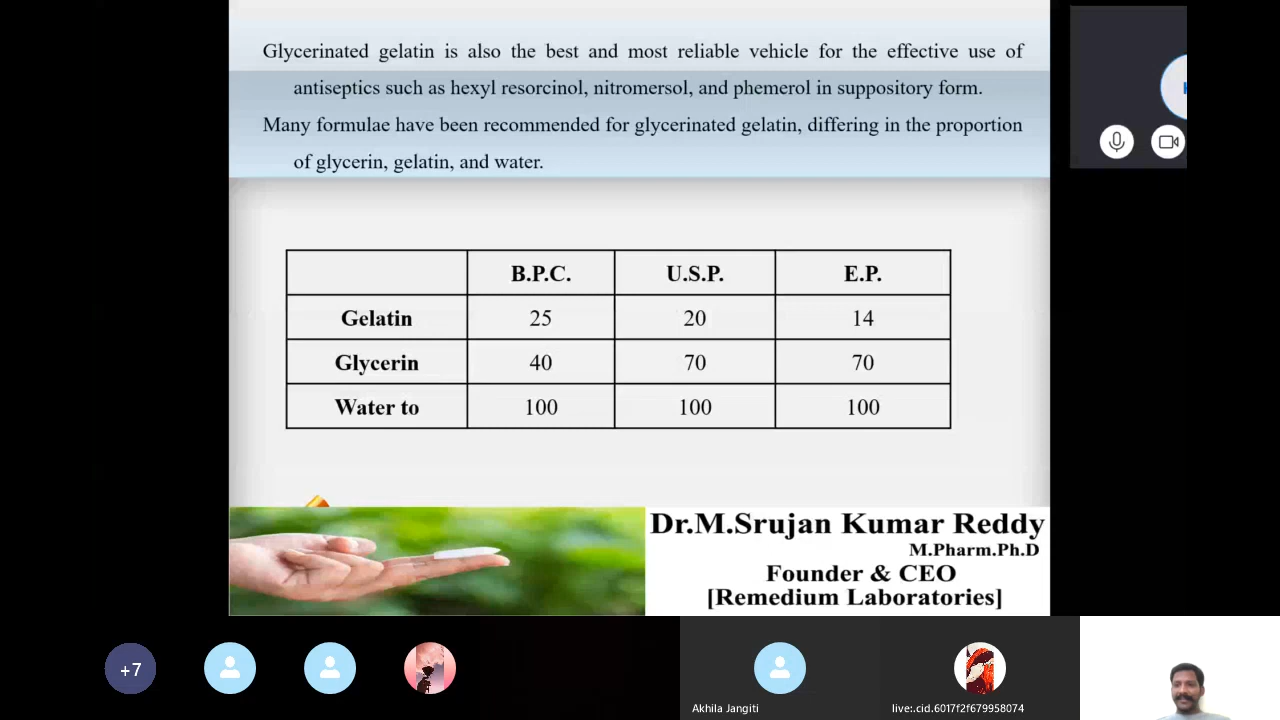 Glycerinated gelatin is also the best and most reliable vehicle for the effective use of
antiseptics such as hexyl resorcinol, nitromersol, and phemerol in suppository form.
Many formulae have been recommended for glycerinated gelatin, differing in the proportion
of glycerin, gelatin, and water.
B.P.C. U.S.P. E.P.
Gelatin 25 20 14
Glycerin 40 70 70
Water to 100 100 100
Dr.M.Srujan Kumar Reddy
M.Pharm.Ph.D
Founder & CEO
[Remedium Laboratories]
+7
Akhila Jangiti
live:.cid.6017f2f679958074